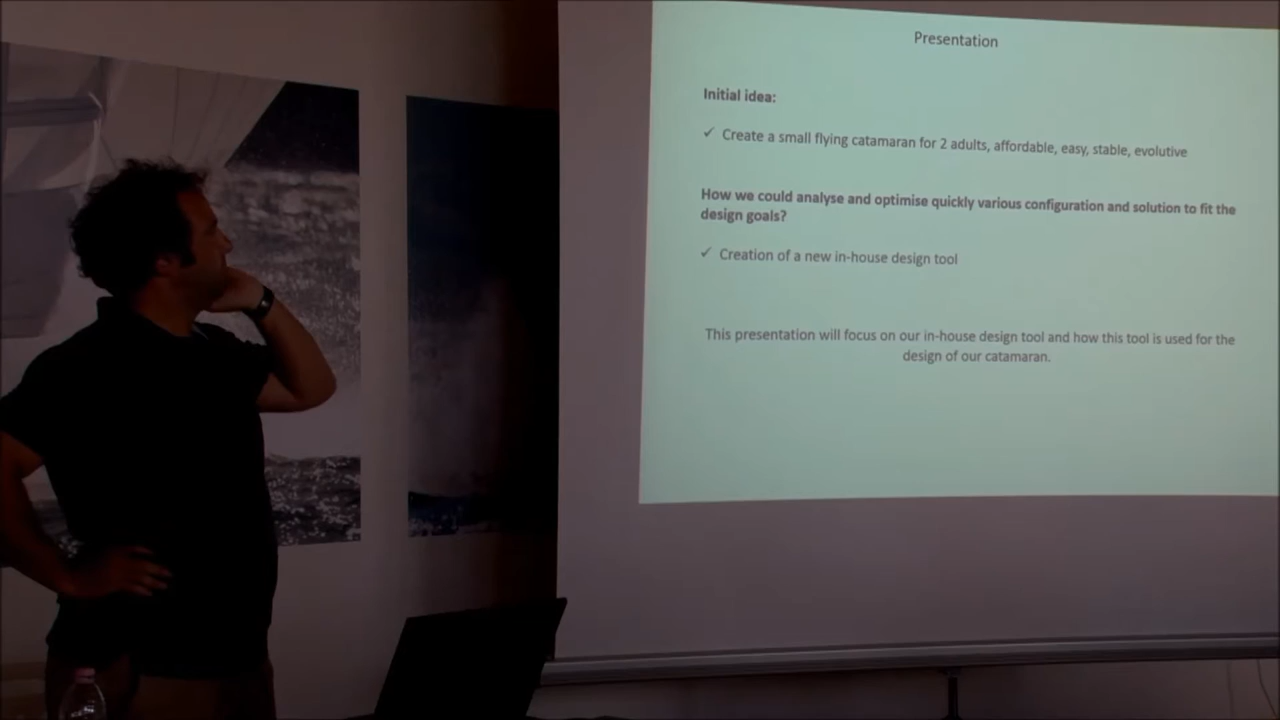 Presentation
Initial idea:
✓ Create a small flying catamaran for 2 adults, affordable, easy, stable, evolutive
How we could analyse and optimise quickly various configuration and solution to fit the
design goals?
✓ Creation of a new in-house design tool
This presentation will focus on our in-house design tool and how this tool is used for the
design of our catamaran.